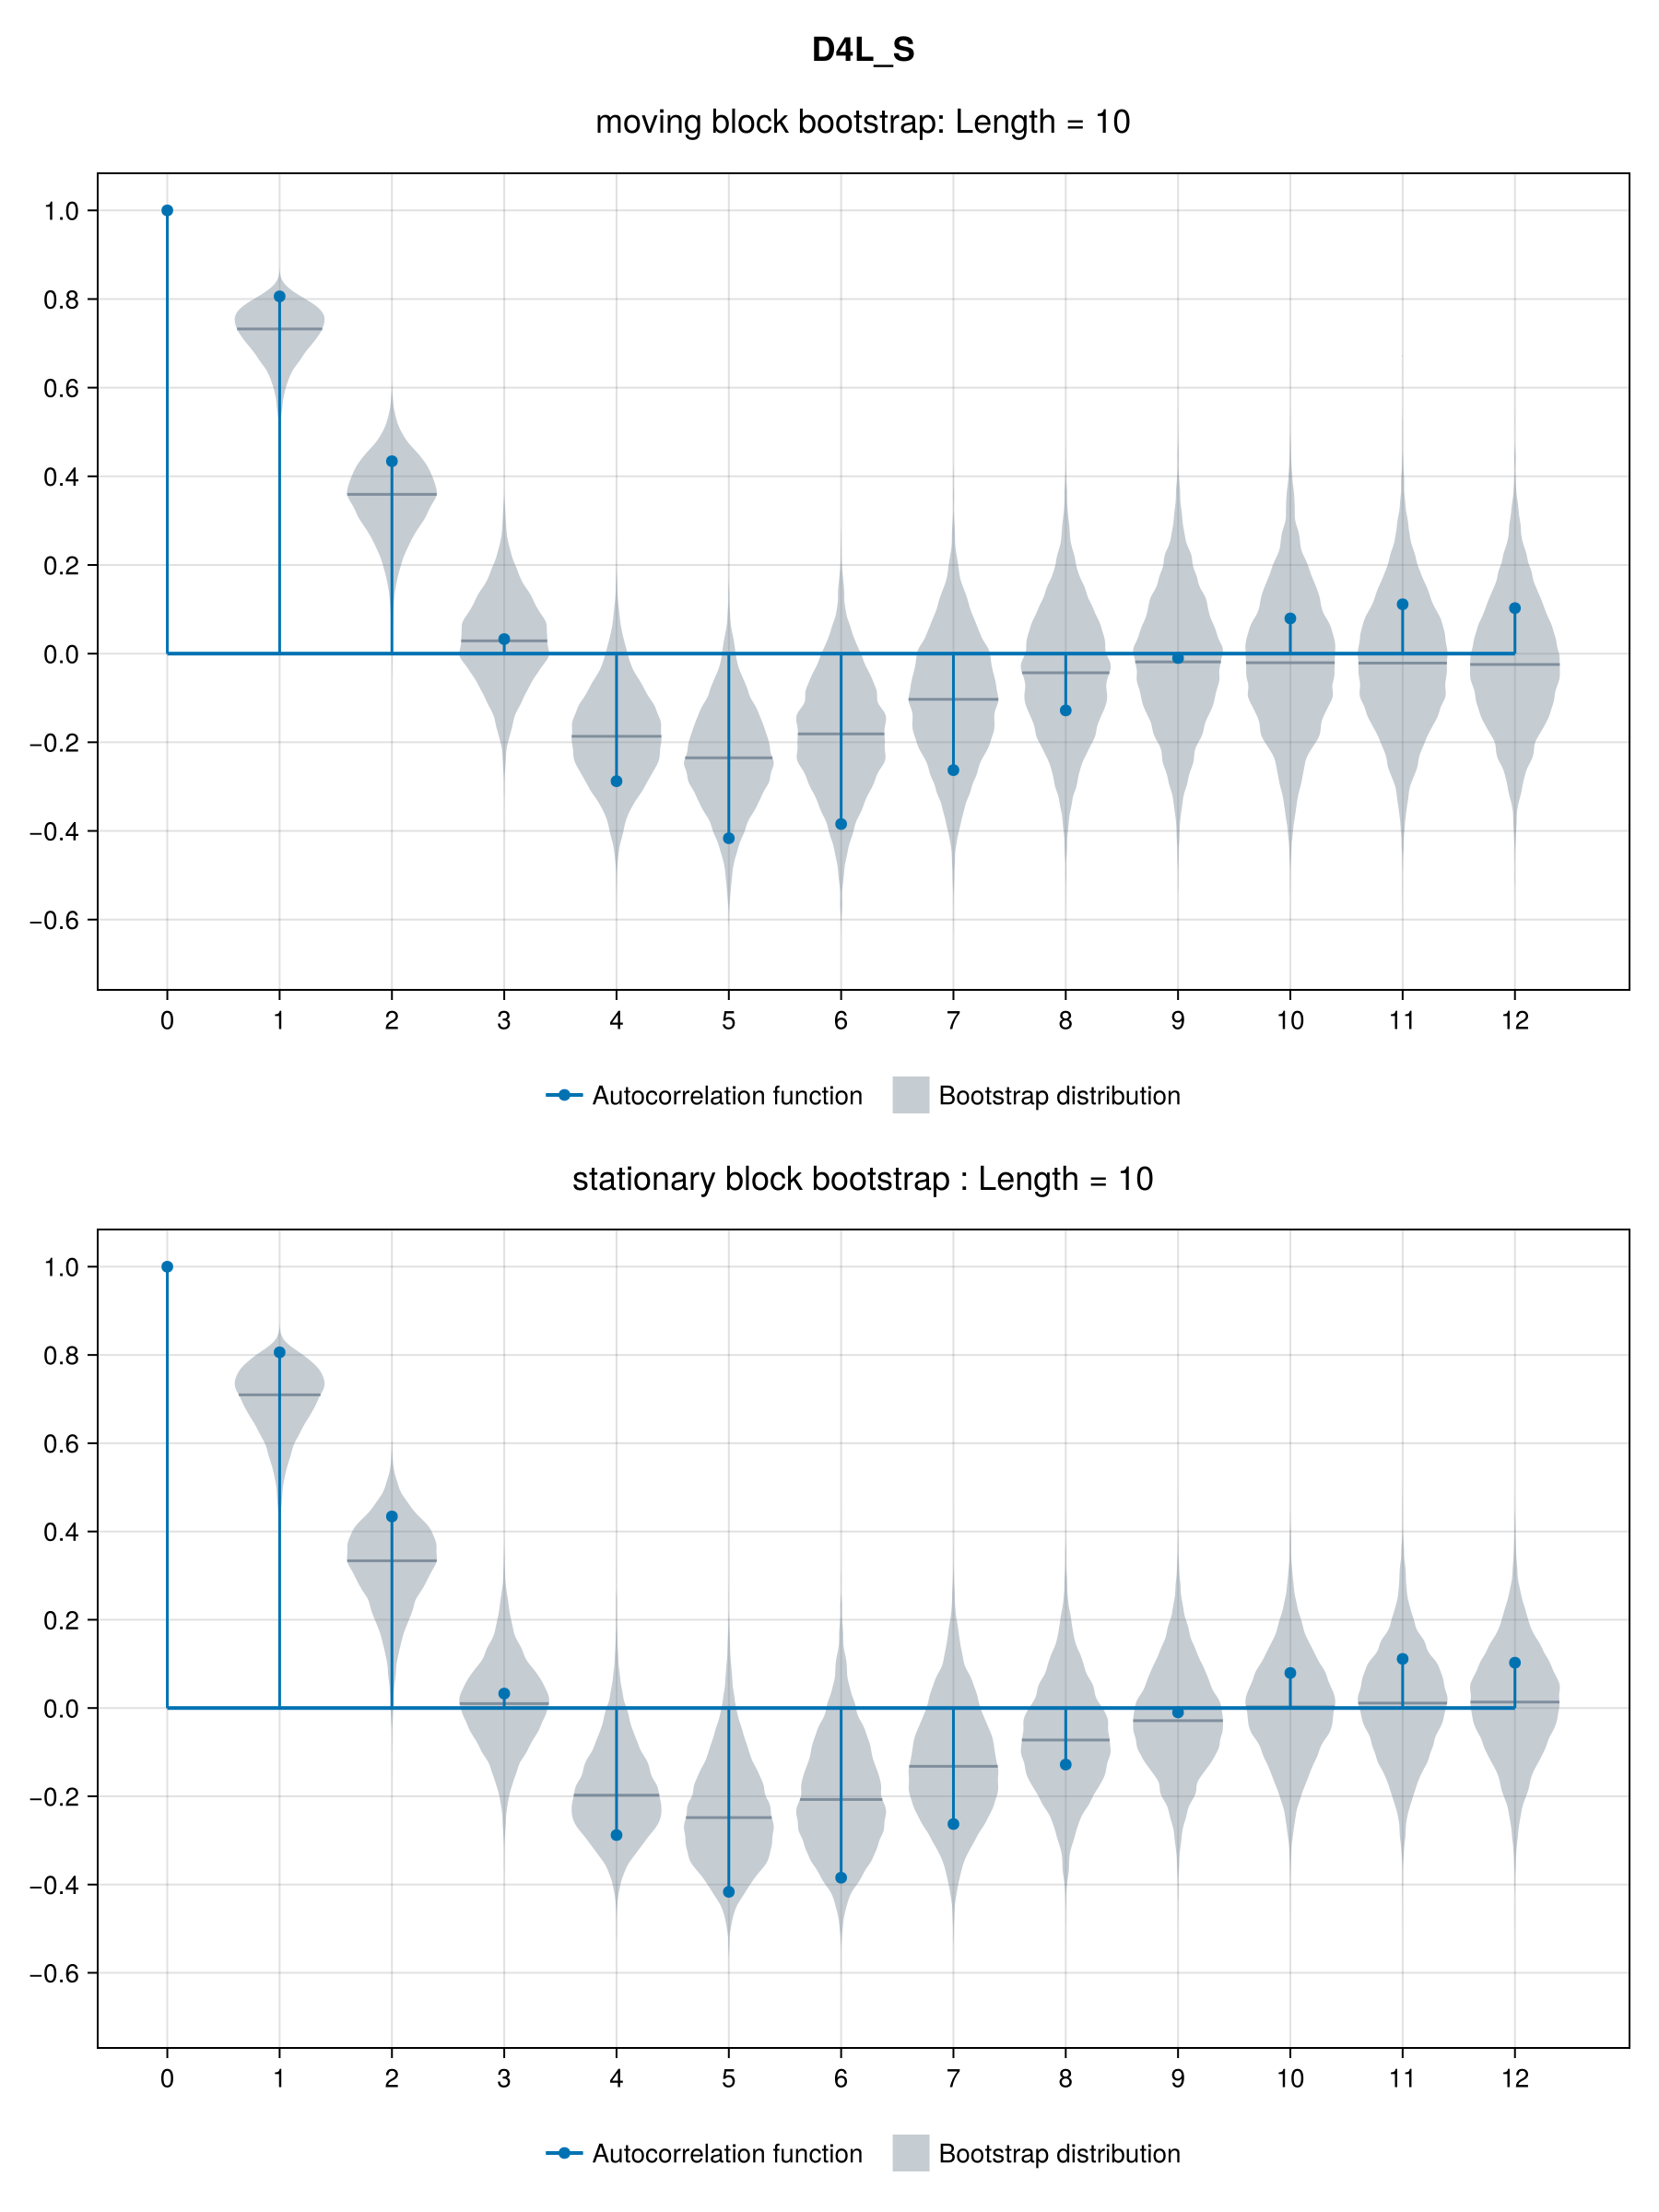 D4L_S
moving block bootstrap: Length = 10
1.0
0.8
0.6
0.4
0.2
0.0
−0.2
−0.4
−0.6
0 1 2 3 4 5 6 7 8 9 10 11 12
Autocorrelation function Bootstrap distribution
stationary block bootstrap : Length = 10
1.0
0.8
0.6
0.4
0.2
0.0
−0.2
−0.4
−0.6
0 1 2 3 4 5 6 7 8 9 10 11 12
Autocorrelation function Bootstrap distribution